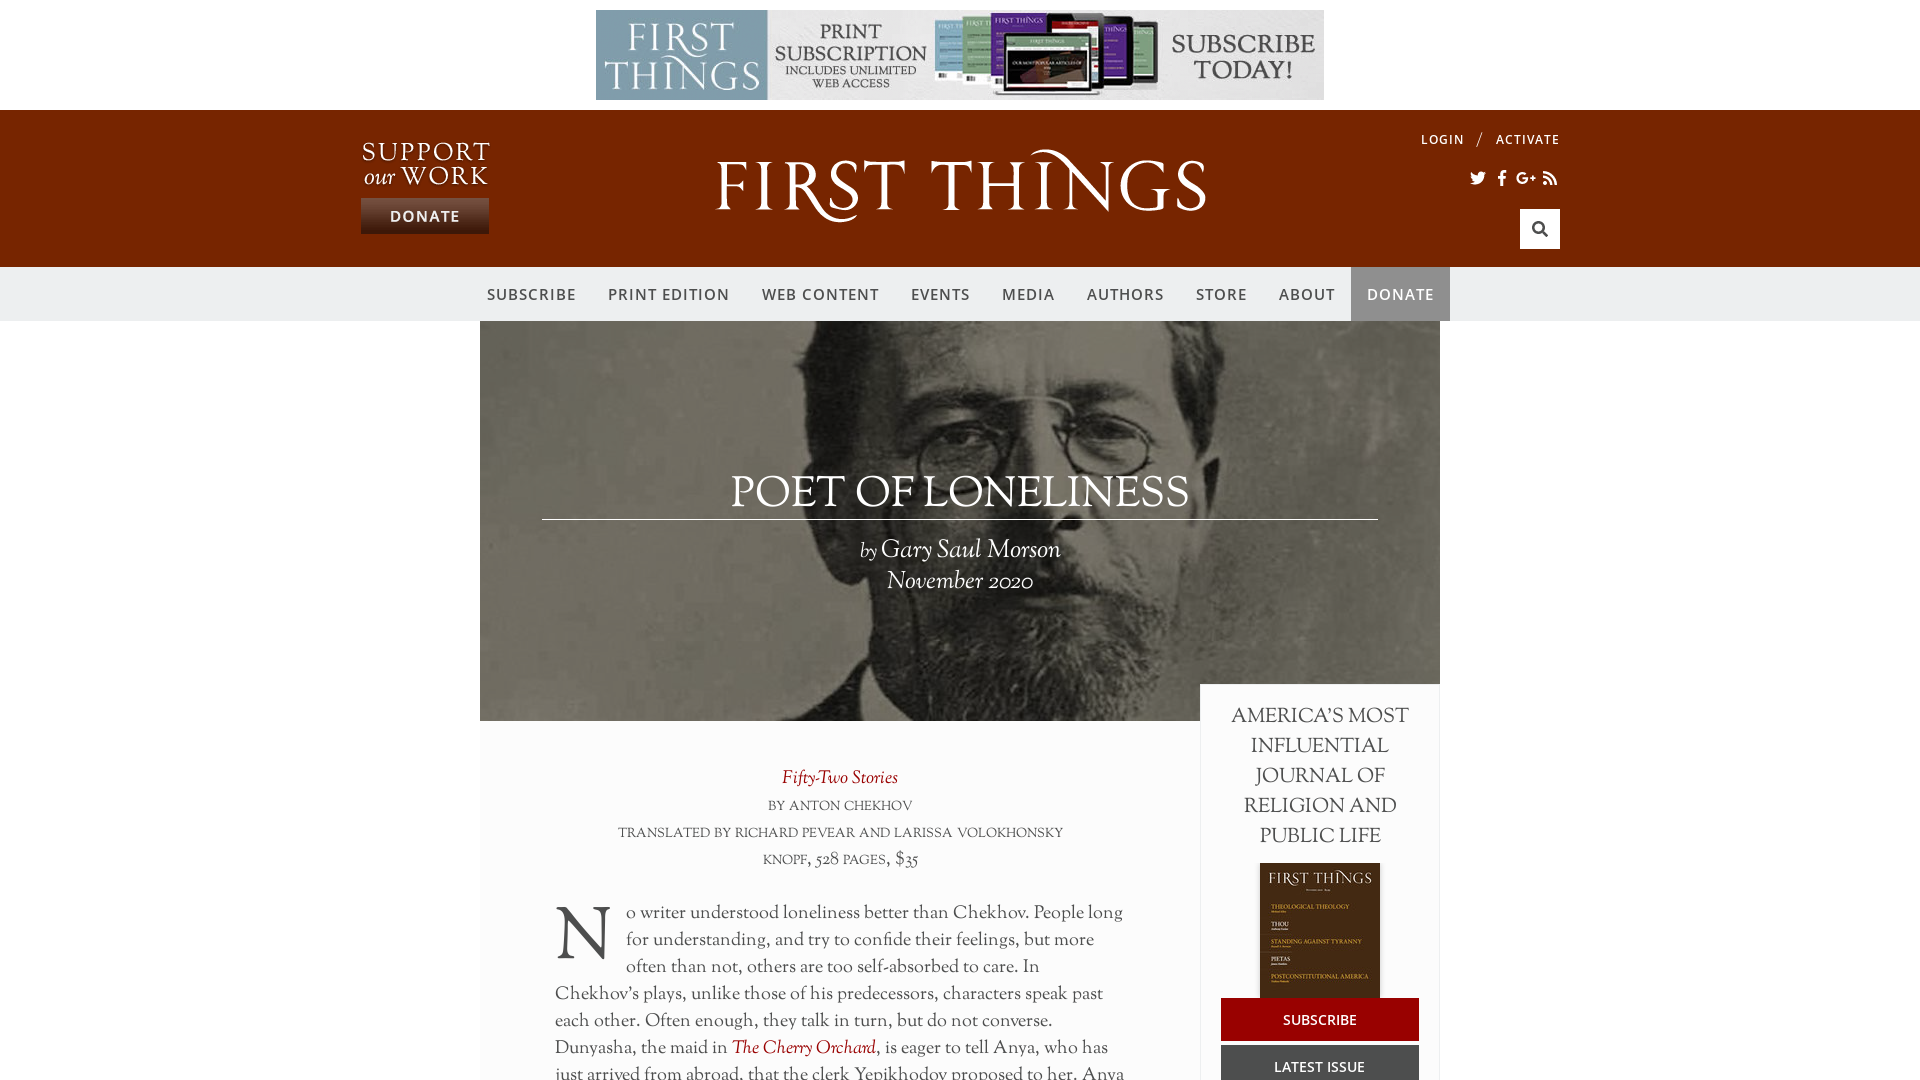 FIRST THINGS
PRINT SUBSCRIPTION
INCLUDES UNLIMITED WEB ACCESS
SUBSCRIBE TODAY!
SUPPORT
our WORK
DONATE
FIRST THINGS
LOGIN / ACTIVATE
SUBSCRIBE PRINT EDITION WEB CONTENT EVENTS MEDIA AUTHORS STORE ABOUT DONATE
POET OF LONELINESS
by Gary Saul Morson
November 2020
Fifty-Two Stories
BY ANTON CHEKHOV
TRANSLATED BY RICHARD PEVEAR AND LARISSA VOLOKHONSKY
KNOPF, 528 PAGES, $35
No writer understood loneliness better than Chekhov. People long
for understanding, and try to confide their feelings, but more
often than not, others are too self-absorbed to care. In
Chekhov’s plays, unlike those of his predecessors, characters speak past
each other. Often enough, they talk in turn, but do not converse.
Dunyasha, the maid in The Cherry Orchard, is eager to tell Anya, who has
just arrived from abroad, that the clerk Yepikhodov proposed to her. Anya
AMERICA’S MOST
INFLUENTIAL
JOURNAL OF
RELIGION AND
PUBLIC LIFE
FIRST THINGS
THEOLOGICAL THEOLOGY
THOU
STANDING AGAINST TYRANNY
PIETAS
POSTCONSTITUTIONAL AMERICA
SUBSCRIBE
LATEST ISSUE